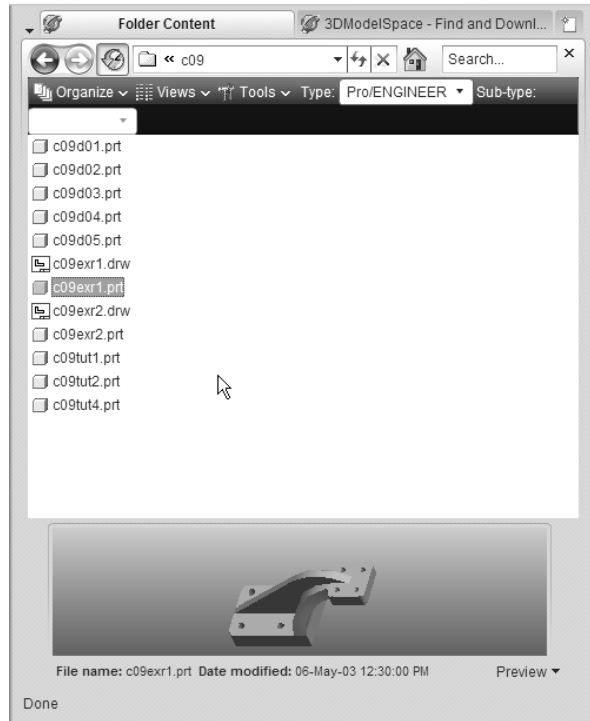 Folder Content
3DModelSpace - Find and Downl...
« c09
Search...
Organize Views Tools Type: Pro/ENGINEER Sub-type:
c09d01.prt
c09d02.prt
c09d03.prt
c09d04.prt
c09d05.prt
c09exr1.drw
c09exr1.prt
c09exr2.drw
c09exr2.prt
c09tut1.prt
c09tut2.prt
c09tut4.prt
File name: c09exr1.prt Date modified: 06-May-03 12:30:00 PM Preview
Done